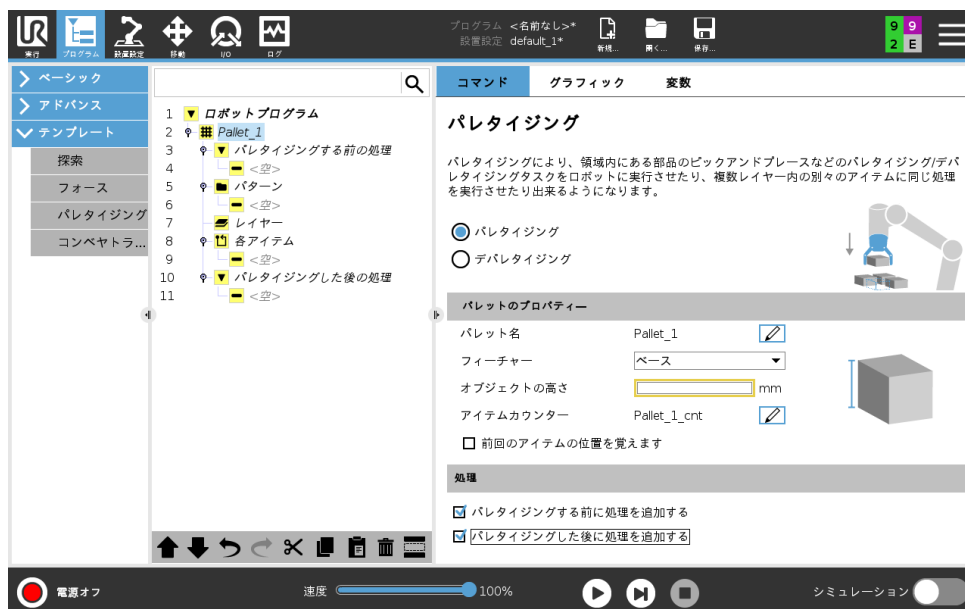 プログラム <名前なし>*
設置設定 default_1*
実行 プログラム 設置設定 移動 I/O ログ 新規... 開く... 保存...
9 9
2 E
ベーシック
アドバンス
テンプレート
探索
フォース
パレタイジング
コンベヤトラ...
1 ロボットプログラム
2 Pallet_1
3 パレタイジングする前の処理
4 <空>
5 パターン
6 <空>
7 レイヤー
8 各アイテム
9 <空>
10 パレタイジングした後の処理
11 <空>
コマンド グラフィック 変数
パレタイジング
パレタイジングにより、領域内にある部品のピックアンドプレースなどのパレタイジング/デパ
レタイジングタスクをロボットに実行させたり、複数レイヤー内の別々のアイテムに同じ処理
を実行させたり出来るようになります。
パレタイジング
デパレタイジング
パレットのプロパティー
パレット名 Pallet_1
フィーチャー ベース
オブジェクトの高さ mm
アイテムカウンター Pallet_1_cnt
前回のアイテムの位置を覚えます
処理
パレタイジングする前に処理を追加する
パレタイジングした後に処理を追加する
電源オフ 速度 100% シミュレーション